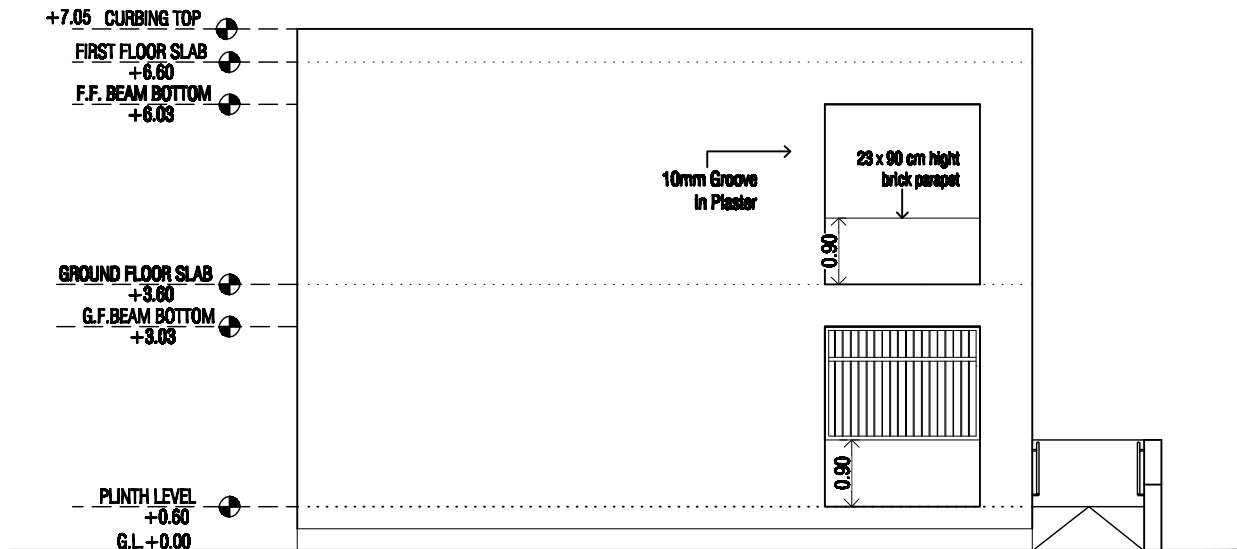 +7.05 CURBING TOP
FIRST FLOOR SLAB
+6.60
F.F. BEAM BOTTOM
+6.03
10mm Groove
in Plaster
23 x 90 cm hight
brick parapet
0.90
GROUND FLOOR SLAB
+3.60
G.F.BEAM BOTTOM
+3.03
0.90
PLINTH LEVEL
+0.60
G.L +0.00